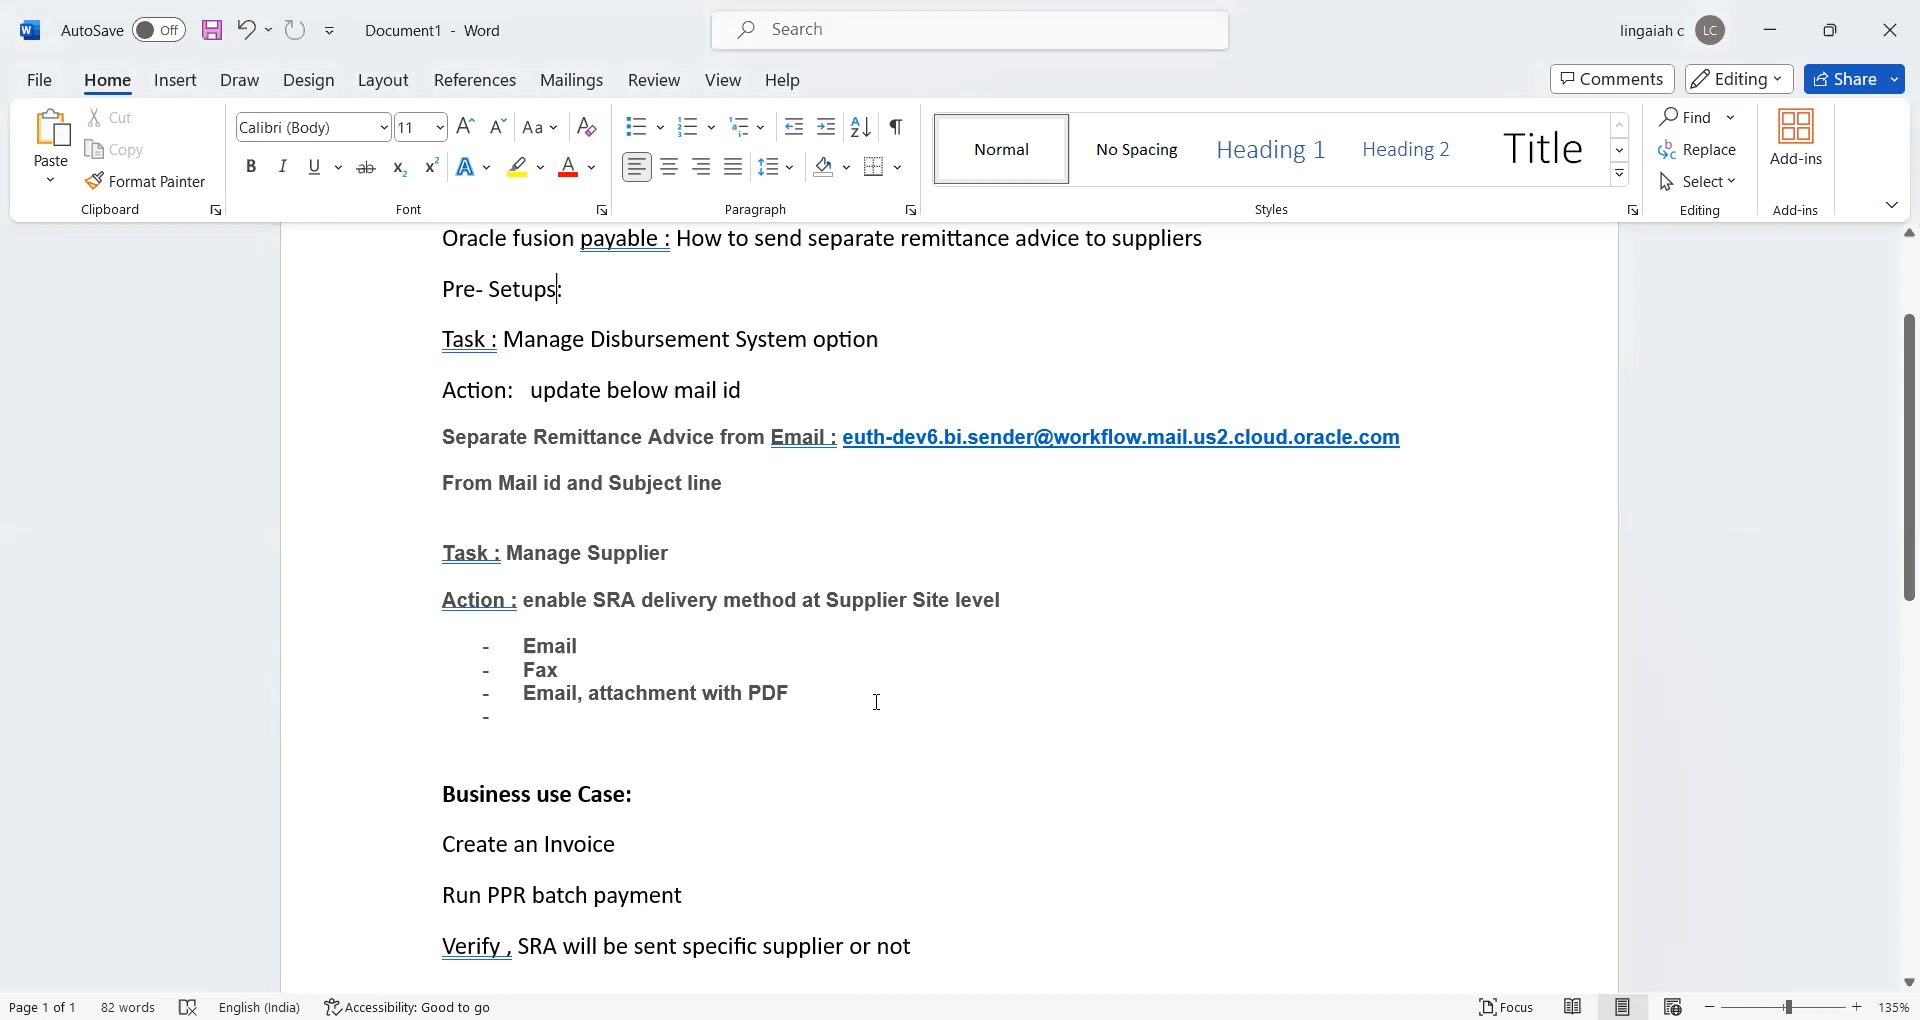 AutoSave Off Document1 - Word Search lingaiah c LC
File Home Insert Draw Design Layout References Mailings Review View Help Comments Editing Share
Paste
Cut
Copy
Format Painter
Clipboard
Calibri (Body) 11 A A Aa A
B I U ab x2 x2 A A
Font
Paragraph
Normal No Spacing Heading 1 Heading 2 Title
Styles
Find
Replace
Select
Editing
Add-ins
Add-ins
Oracle fusion payable : How to send separate remittance advice to suppliers
Pre- Setups:
Task : Manage Disbursement System option
Action: update below mail id
Separate Remittance Advice from Email : euth-dev6.bi.sender@workflow.mail.us2.cloud.oracle.com
From Mail id and Subject line
Task : Manage Supplier
Action : enable SRA delivery method at Supplier Site level
- Email
- Fax
- Email, attachment with PDF
-
Business use Case:
Create an Invoice
Run PPR batch payment
Verify , SRA will be sent specific supplier or not
Page 1 of 1 82 words English (India) Accessibility: Good to go Focus 135%